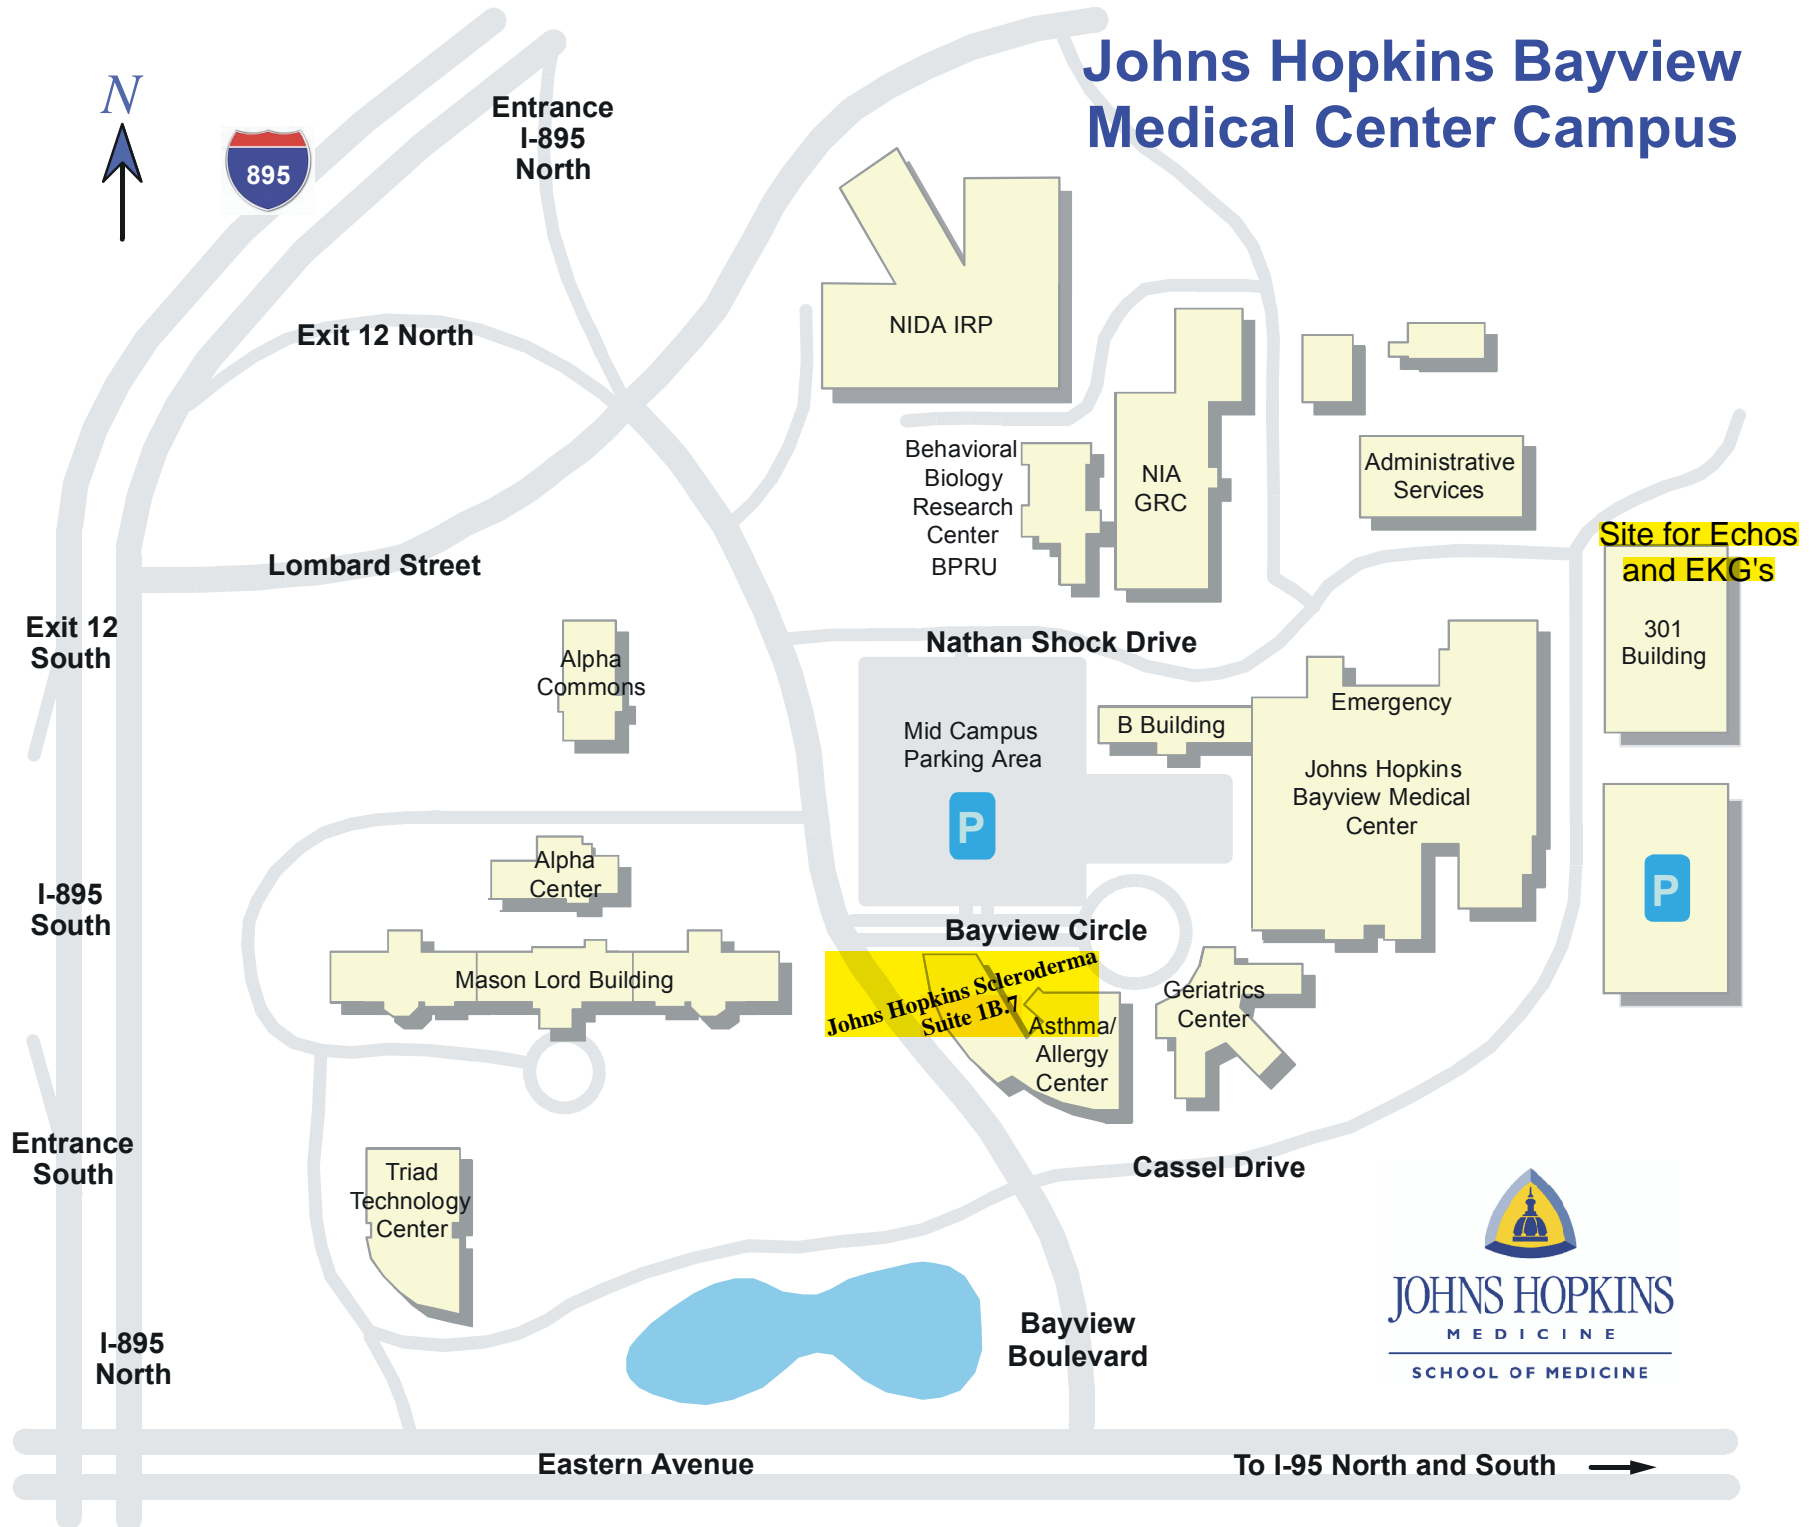 Johns Hopkins Bayview
Medical Center Campus
N
895
Entrance
I-895
North
Exit 12 North
NIDA IRP
Behavioral
Biology
Research
Center
BPRU
NIA
GRC
Administrative
Services
Site for Echos
and EKG's
301
Building
Lombard Street
Exit 12
South
Alpha
Commons
Nathan Shock Drive
Mid Campus
Parking Area
P
B Building
Emergency
Johns Hopkins
Bayview Medical
Center
P
Alpha
Center
I-895
South
Mason Lord Building
Bayview Circle
Johns Hopkins Scleroderma
Suite 1B.7
Asthma/
Allergy
Center
Geriatrics
Center
Entrance
South
Triad
Technology
Center
Cassel Drive
I-895
North
Bayview
Boulevard
JOHNS HOPKINS
MEDICINE
SCHOOL OF MEDICINE
Eastern Avenue
To I-95 North and South